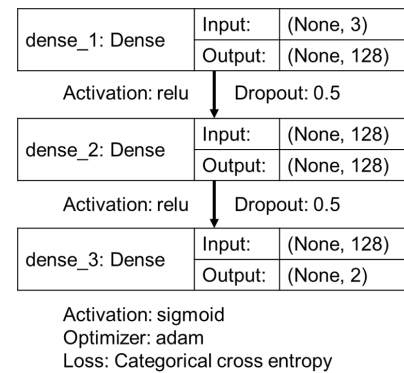 dense_1: Dense Input: (None, 3)
Output: (None, 128)
Activation: relu Dropout: 0.5
dense_2: Dense Input: (None, 128)
Output: (None, 128)
Activation: relu Dropout: 0.5
dense_3: Dense Input: (None, 128)
Output: (None, 2)
Activation: sigmoid
Optimizer: adam
Loss: Categorical cross entropy